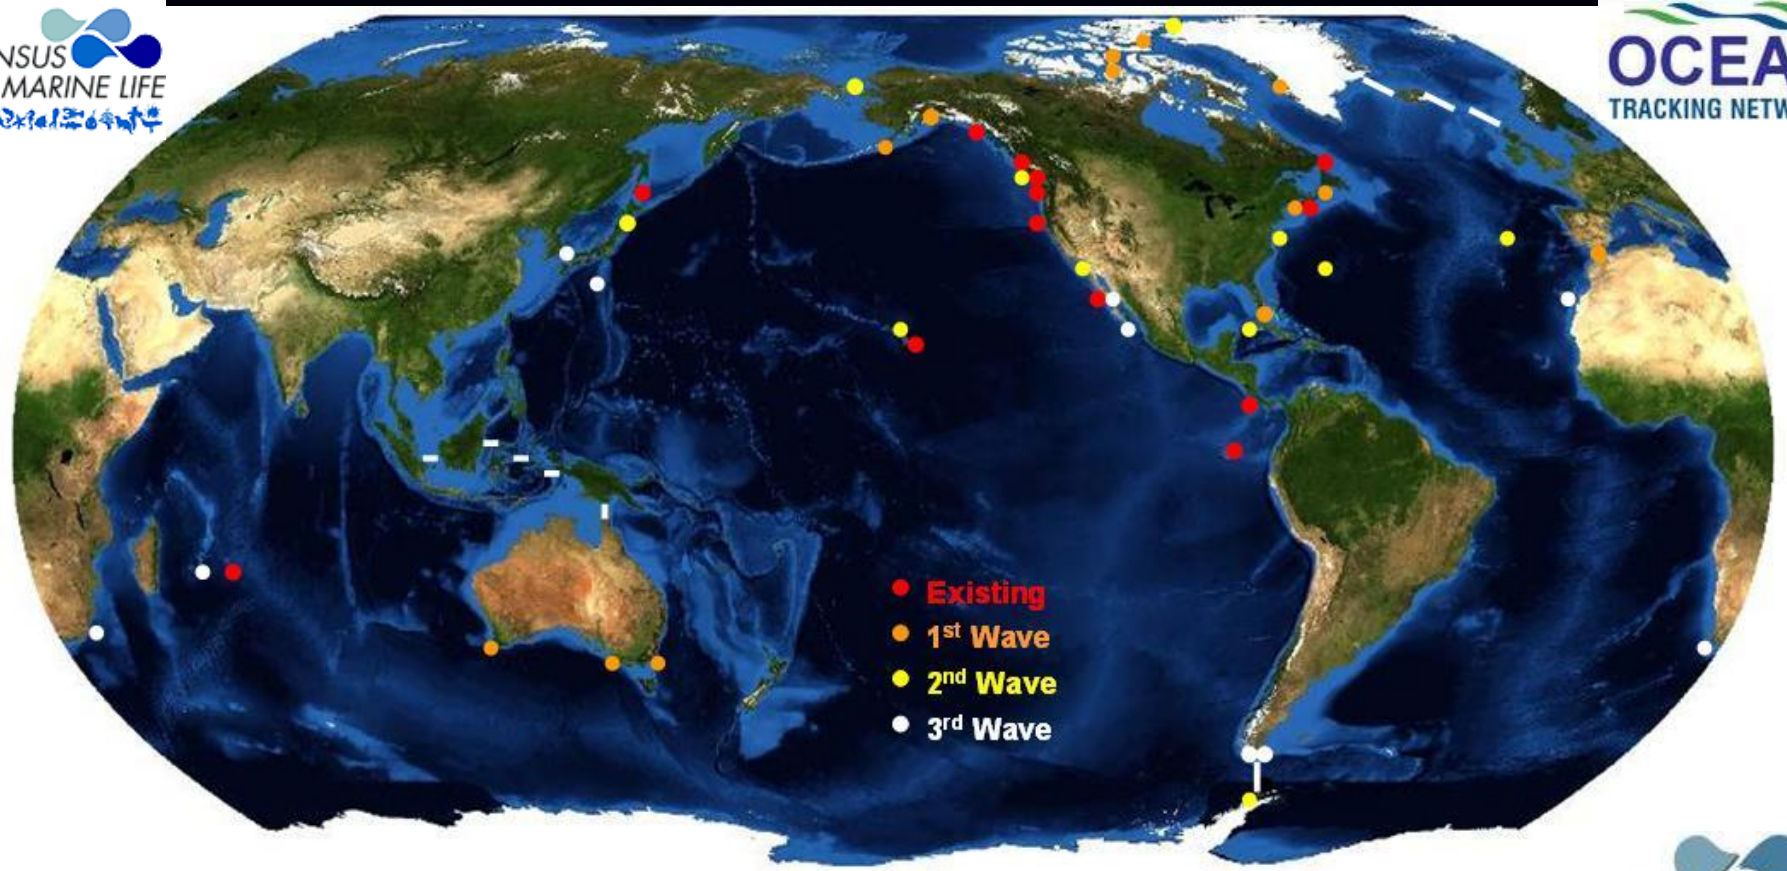 NSUS
MARINE LIFE
OCEA
TRACKING NETW
Existing
1st Wave
2nd Wave
3rd Wave